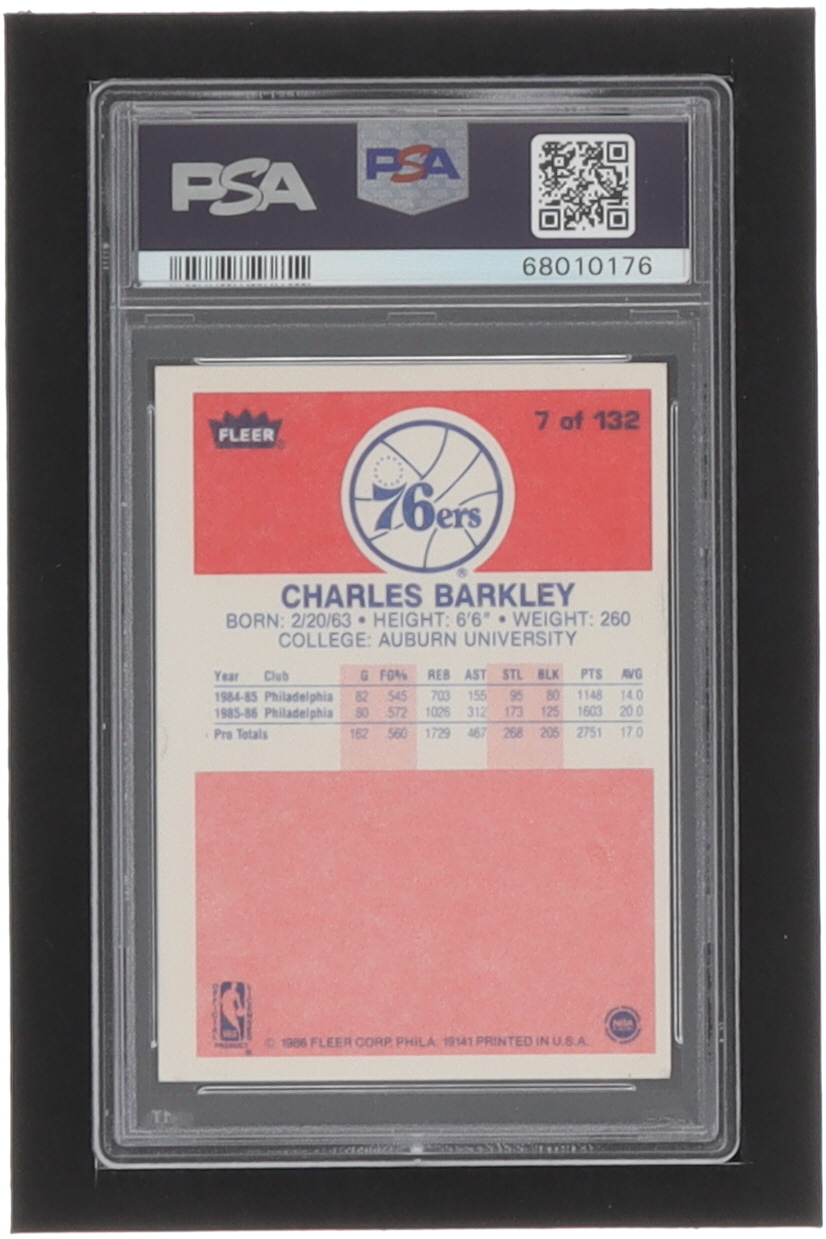 PSA
PSA
68010176
FLEER®
7 of 132
76ers
®
CHARLES BARKLEY
BORN: 2/20/63 • HEIGHT: 6'6" • WEIGHT: 260
COLLEGE: AUBURN UNIVERSITY
Year Club G FG% REB AST STL BLK PTS AVG
1984-85 Philadelphia 82 .545 703 155 95 80 1148 14.0
1985-86 Philadelphia 80 .572 1026 312 173 125 1603 20.0
Pro Totals 162 .560 1729 467 268 205 2751 17.0
© 1986 FLEER CORP. PHILA. 19141 PRINTED IN U.S.A.
PRODUCT